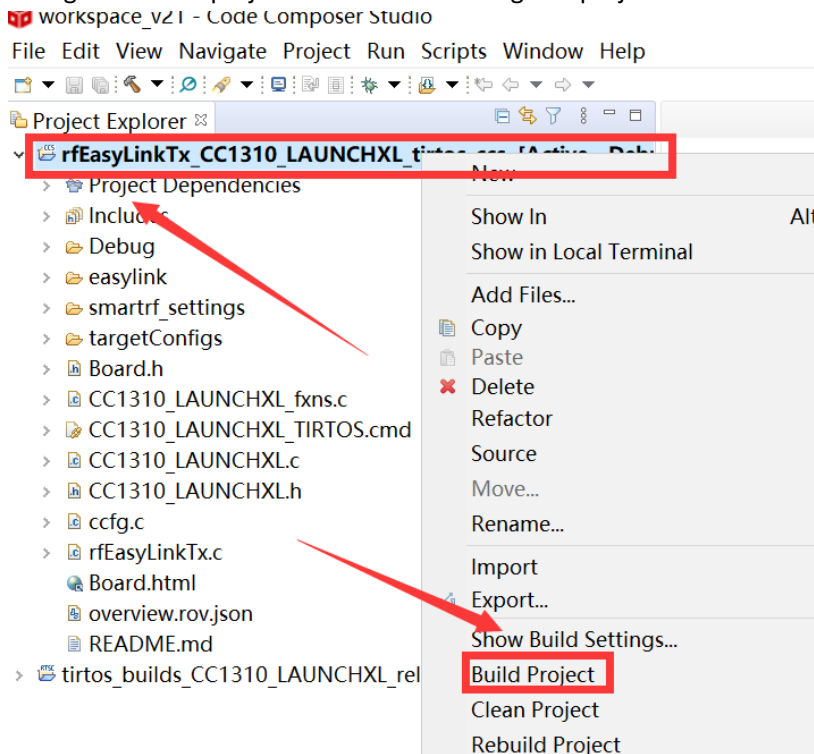 workspace_v21 - Code Composer Studio
File Edit View Navigate Project Run Scripts Window Help
Project Explorer
rfEasyLinkTx_CC1310_LAUNCHXL_tirtos_ccs [Active - Debu
Project Dependencies
Includes
Debug
easylink
smartrf_settings
targetConfigs
Board.h
CC1310_LAUNCHXL_fxns.c
CC1310_LAUNCHXL_TIRTOS.cmd
CC1310_LAUNCHXL.c
CC1310_LAUNCHXL.h
ccfg.c
rfEasyLinkTx.c
Board.html
overview.rov.json
README.md
tirtos_builds_CC1310_LAUNCHXL_rel
New
Show In Alt
Show in Local Terminal
Add Files...
Copy
Paste
Delete
Refactor
Source
Move...
Rename...
Import
Export...
Show Build Settings...
Build Project
Clean Project
Rebuild Project